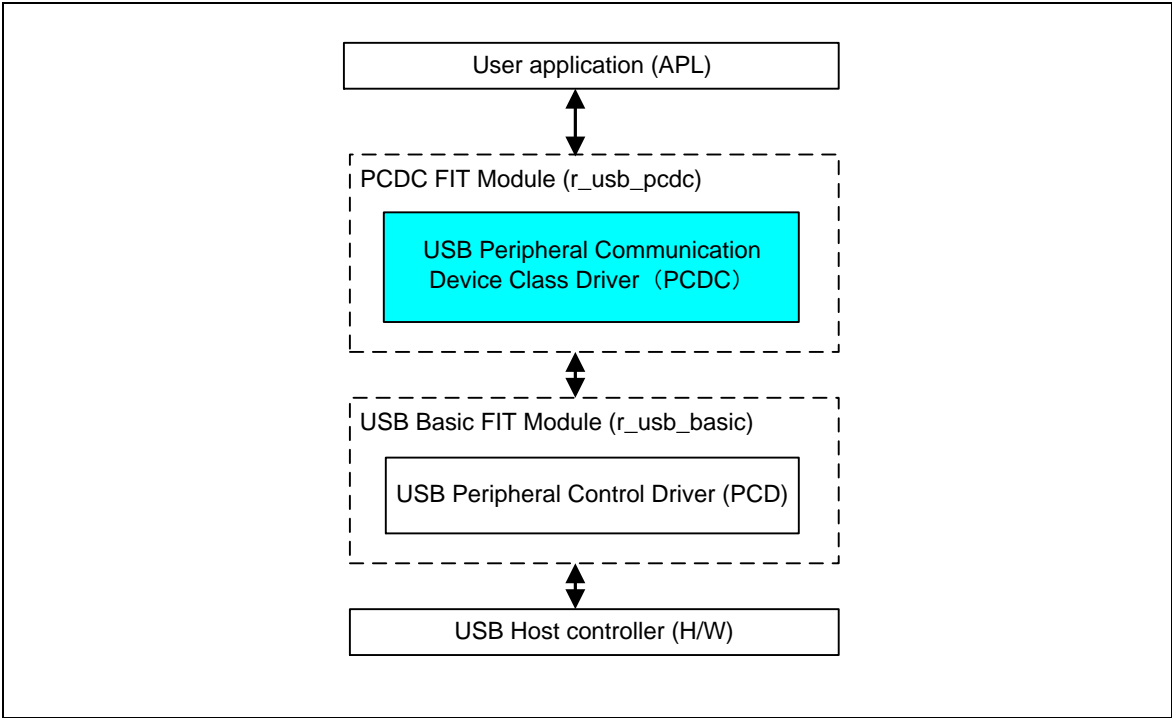 User application (APL)
PCDC FIT Module (r_usb_pcdc)
USB Peripheral Communication
Device Class Driver（PCDC）
USB Basic FIT Module (r_usb_basic)
USB Peripheral Control Driver (PCD)
USB Host controller (H/W)